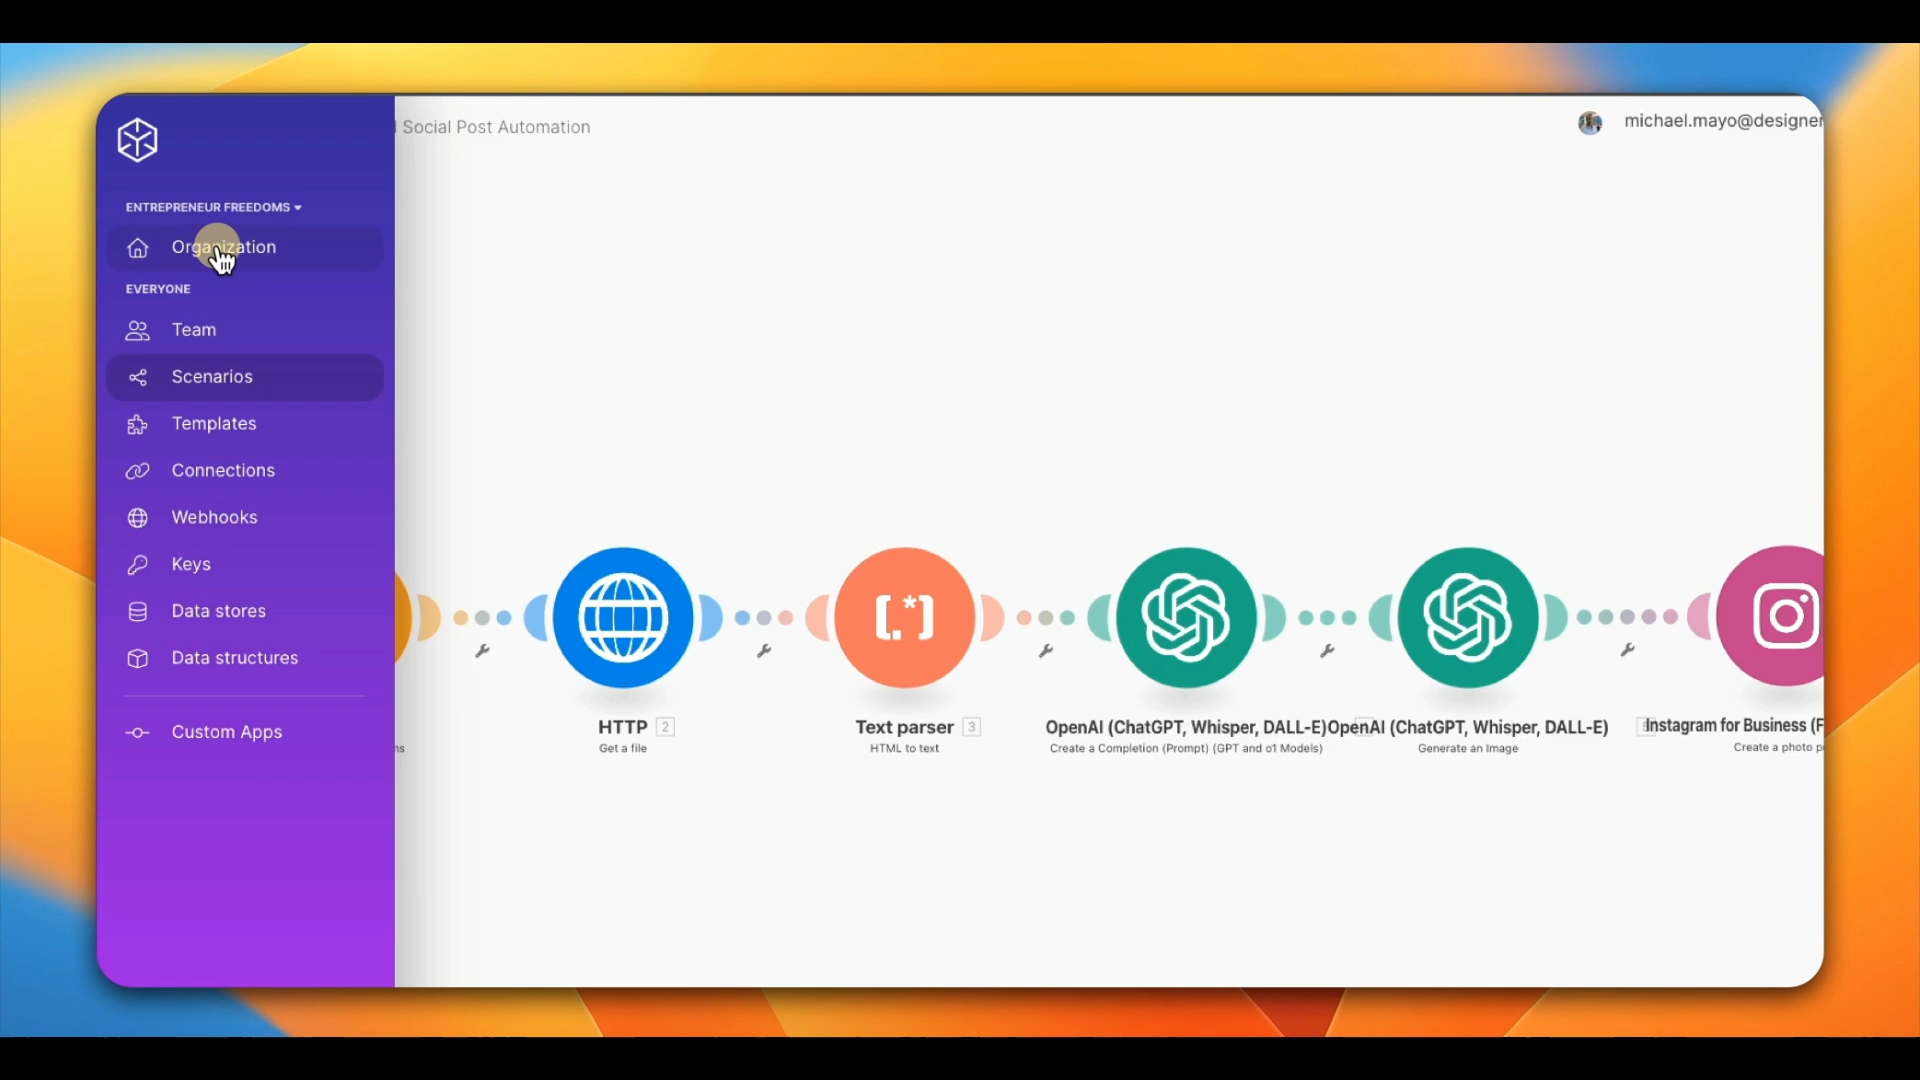 Social Post Automation
michael.mayo@designer
ENTREPRENEUR FREEDOMS
Organization
EVERYONE
Team
Scenarios
Templates
Connections
Webhooks
Keys
Data stores
Data structures
Custom Apps
HTTP 2
Get a file
Text parser 3
HTML to text
OpenAI (ChatGPT, Whisper, DALL-E)
Create a Completion (Prompt) (GPT and o1 Models)
OpenAI (ChatGPT, Whisper, DALL-E)
Generate an Image
Instagram for Business (F
Create a photo p